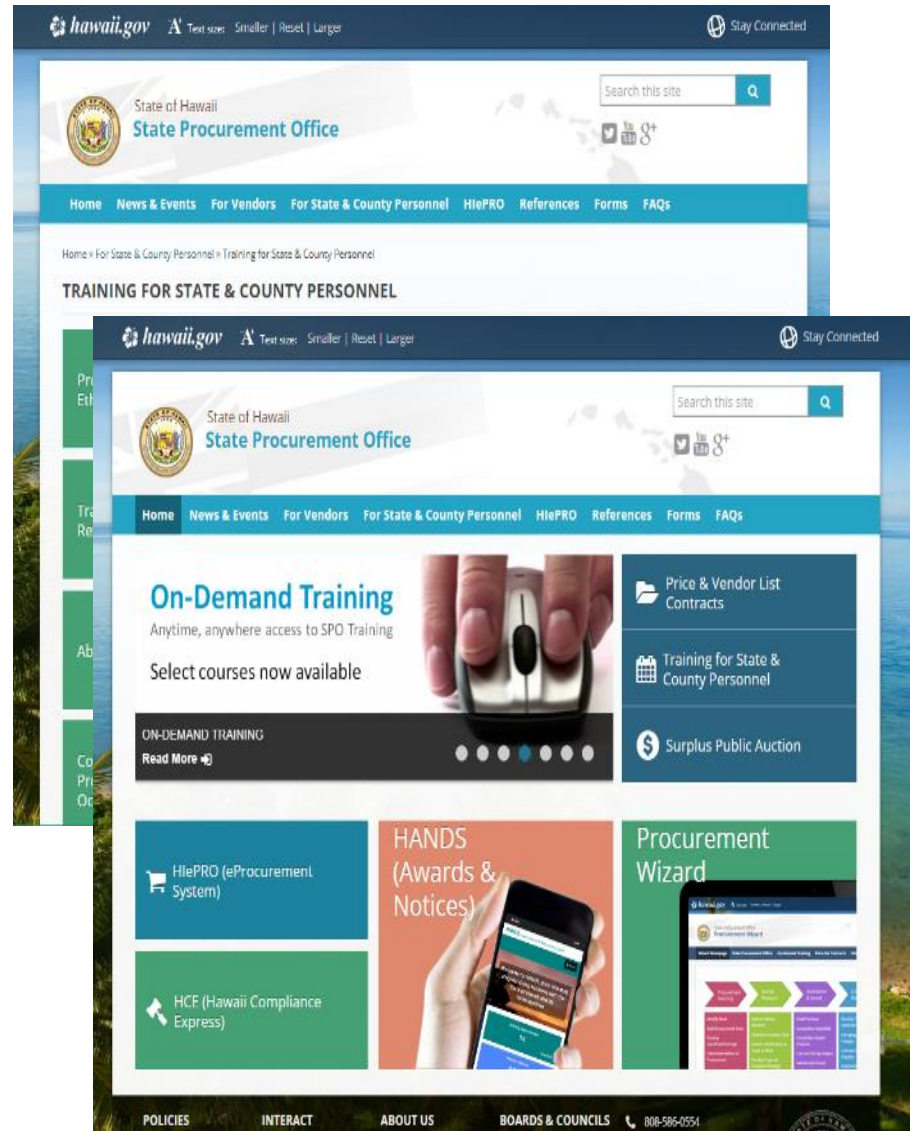 hawaii.gov A Text size: Smaller | Reset | Larger Stay Connected
Search this site
State of Hawaii
State Procurement Office
Home News & Events For Vendors For State & County Personnel HIePRO References Forms FAQs
Home » For State & County Personnel » Training for State & County Personnel
TRAINING FOR STATE & COUNTY PERSONNEL
hawaii.gov A Text size: Smaller | Reset | Larger Stay Connected
Search this site
State of Hawaii
State Procurement Office
Home News & Events For Vendors For State & County Personnel HIePRO References Forms FAQs
On-Demand Training
Anytime, anywhere access to SPO Training
Select courses now available
ON-DEMAND TRAINING
Read More
Price & Vendor List
Contracts
Training for State &
County Personnel
Surplus Public Auction
HIePRO (eProcurement
System)
HCE (Hawaii Compliance
Express)
HANDS
(Awards &
Notices)
Procurement
Wizard
POLICIES INTERACT ABOUT US BOARDS & COUNCILS 808-586-0554